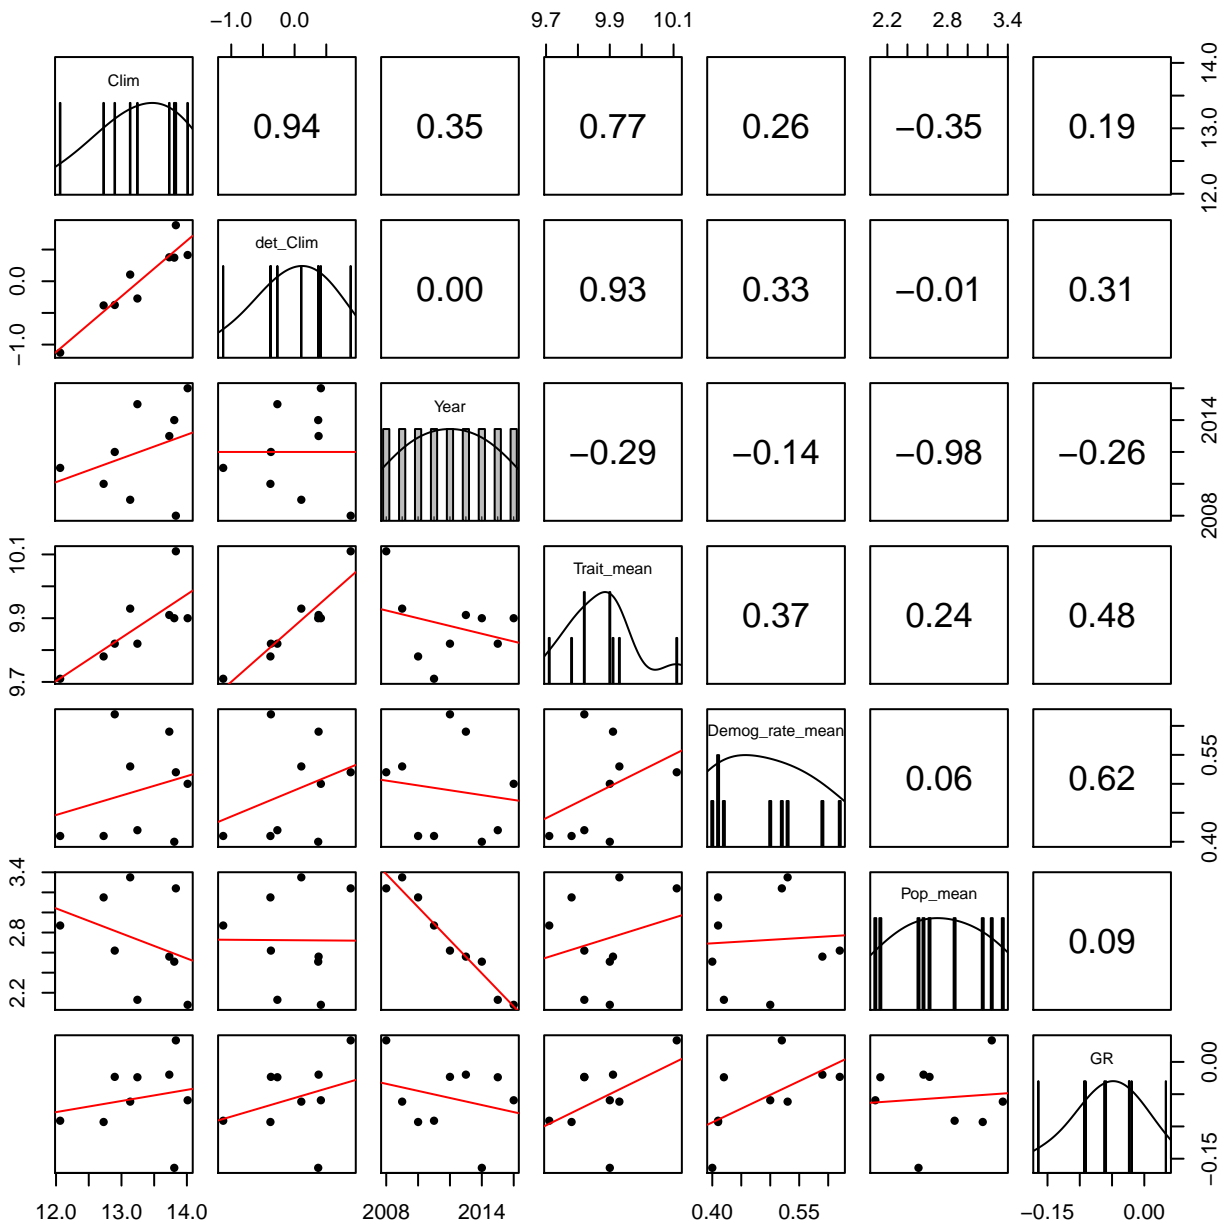 −1.0 0.0 9.7 9.9 10.1 2.2 2.8 3.4
Clim 0.94 0.35 0.77 0.26 −0.35 0.19 12.0 13.0 14.0
−1.0 0.0 det_Clim 0.00 0.93 0.33 −0.01 0.31
Year −0.29 −0.14 −0.98 −0.26 2008 2014
9.7 9.9 10.1 Trait_mean 0.37 0.24 0.48
Demog_rate_mean 0.06 0.62 0.40 0.55
2.2 2.8 3.4 Pop_mean 0.09
GR −0.15 0.00
12.0 13.0 14.0 2008 2014 0.40 0.55 −0.15 0.00